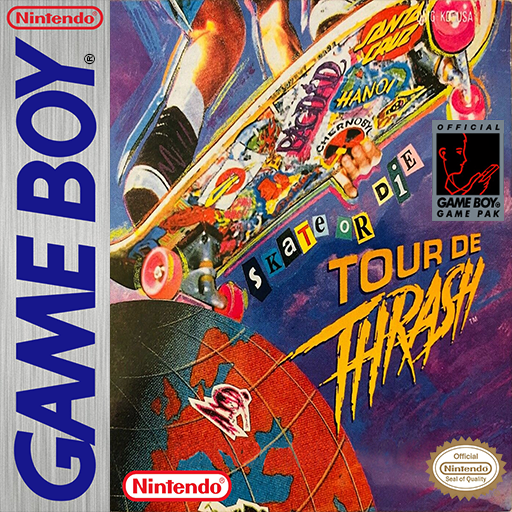 Nintendo®
GAME BOY®
SANTA
CRUZ
HANOI
CHERNOBYL
SKATE OR DIE
TOUR DE
THRASH™
OFFICIAL
GAME BOY®
GAME PAK
Nintendo®
Official
Nintendo
Seal of Quality